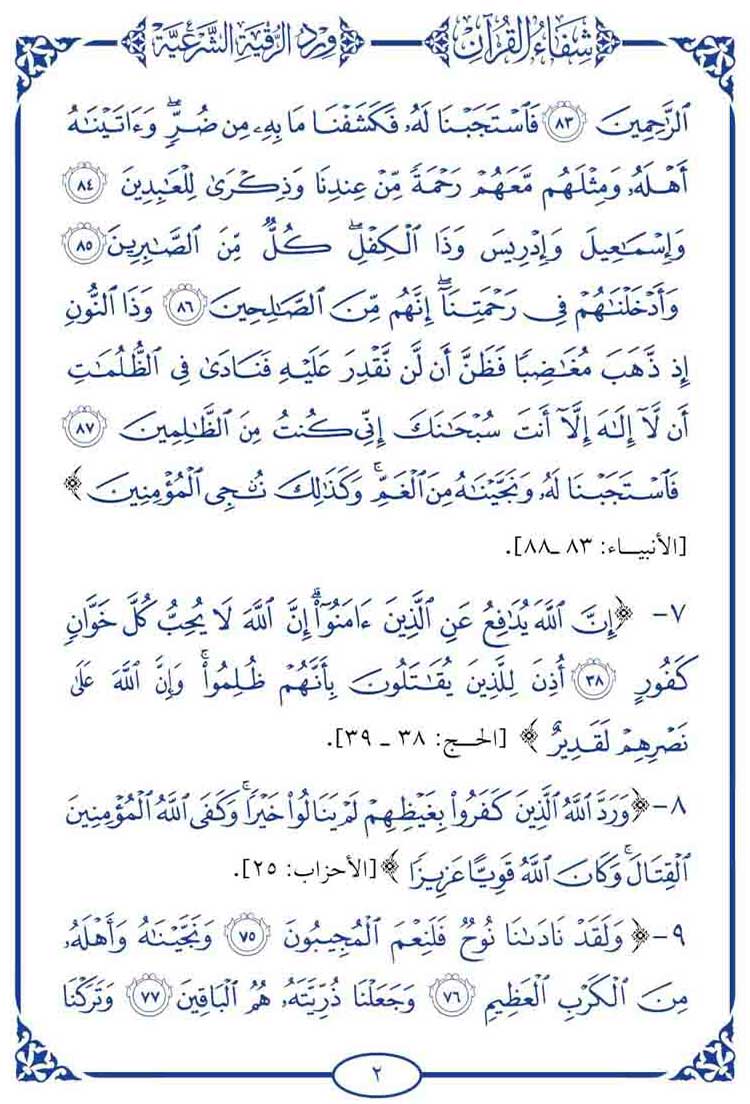 شِفَاءُ القُرْآنِ
وِرْدُ الرُّقْيَةِ الشَّرْعِيَّةِ
ٱلرَّٰحِمِينَ ٨٣ فَٱسْتَجَبْنَا لَهُۥ فَكَشَفْنَا مَا بِهِۦ مِن ضُرٍّۖ وَءَاتَيْنَٰهُ
أَهْلَهُۥ وَمِثْلَهُم مَّعَهُمْ رَحْمَةً مِّنْ عِندِنَا وَذِكْرَىٰ لِلْعَٰبِدِينَ ٨٤
وَإِسْمَٰعِيلَ وَإِدْرِيسَ وَذَا ٱلْكِفْلِۖ كُلٌّ مِّنَ ٱلصَّٰبِرِينَ ٨٥
وَأَدْخَلْنَٰهُمْ فِى رَحْمَتِنَآۖ إِنَّهُم مِّنَ ٱلصَّٰلِحِينَ ٨٦ وَذَا ٱلنُّونِ
إِذ ذَّهَبَ مُغَٰضِبًا فَظَنَّ أَن لَّن نَّقْدِرَ عَلَيْهِ فَنَادَىٰ فِى ٱلظُّلُمَٰتِ
أَن لَّآ إِلَٰهَ إِلَّآ أَنتَ سُبْحَٰنَكَ إِنِّى كُنتُ مِنَ ٱلظَّٰلِمِينَ ٨٧
فَٱسْتَجَبْنَا لَهُۥ وَنَجَّيْنَٰهُ مِنَ ٱلْغَمِّۚ وَكَذَٰلِكَ نُۨجِى ٱلْمُؤْمِنِينَ ﴾
[الأنبيــاء: ٨٣ ـ٨٨].
٧- ﴿إِنَّ ٱللَّهَ يُدَٰفِعُ عَنِ ٱلَّذِينَ ءَامَنُوٓا۟ۗ إِنَّ ٱللَّهَ لَا يُحِبُّ كُلَّ خَوَّانٍ
كَفُورٍ ٣٨ أُذِنَ لِلَّذِينَ يُقَٰتَلُونَ بِأَنَّهُمْ ظُلِمُوا۟ۚ وَإِنَّ ٱللَّهَ عَلَىٰ
نَصْرِهِمْ لَقَدِيرٌ ﴾ [الحــج: ٣٨ ـ ٣٩].
٨-﴿وَرَدَّ ٱللَّهُ ٱلَّذِينَ كَفَرُوا۟ بِغَيْظِهِمْ لَمْ يَنَالُوا۟ خَيْرًاۚ وَكَفَى ٱللَّهُ ٱلْمُؤْمِنِينَ
ٱلْقِتَالَۚ وَكَانَ ٱللَّهُ قَوِيًّا عَزِيزًا ﴾[الأحزاب: ٢٥].
٩-﴿ وَلَقَدْ نَادَىٰنَا نُوحٌ فَلَنِعْمَ ٱلْمُجِيبُونَ ٧٥ وَنَجَّيْنَٰهُ وَأَهْلَهُۥ
مِنَ ٱلْكَرْبِ ٱلْعَظِيمِ ٧٦ وَجَعَلْنَا ذُرِّيَّتَهُۥ هُمُ ٱلْبَاقِينَ ٧٧ وَتَرَكْنَا
٢